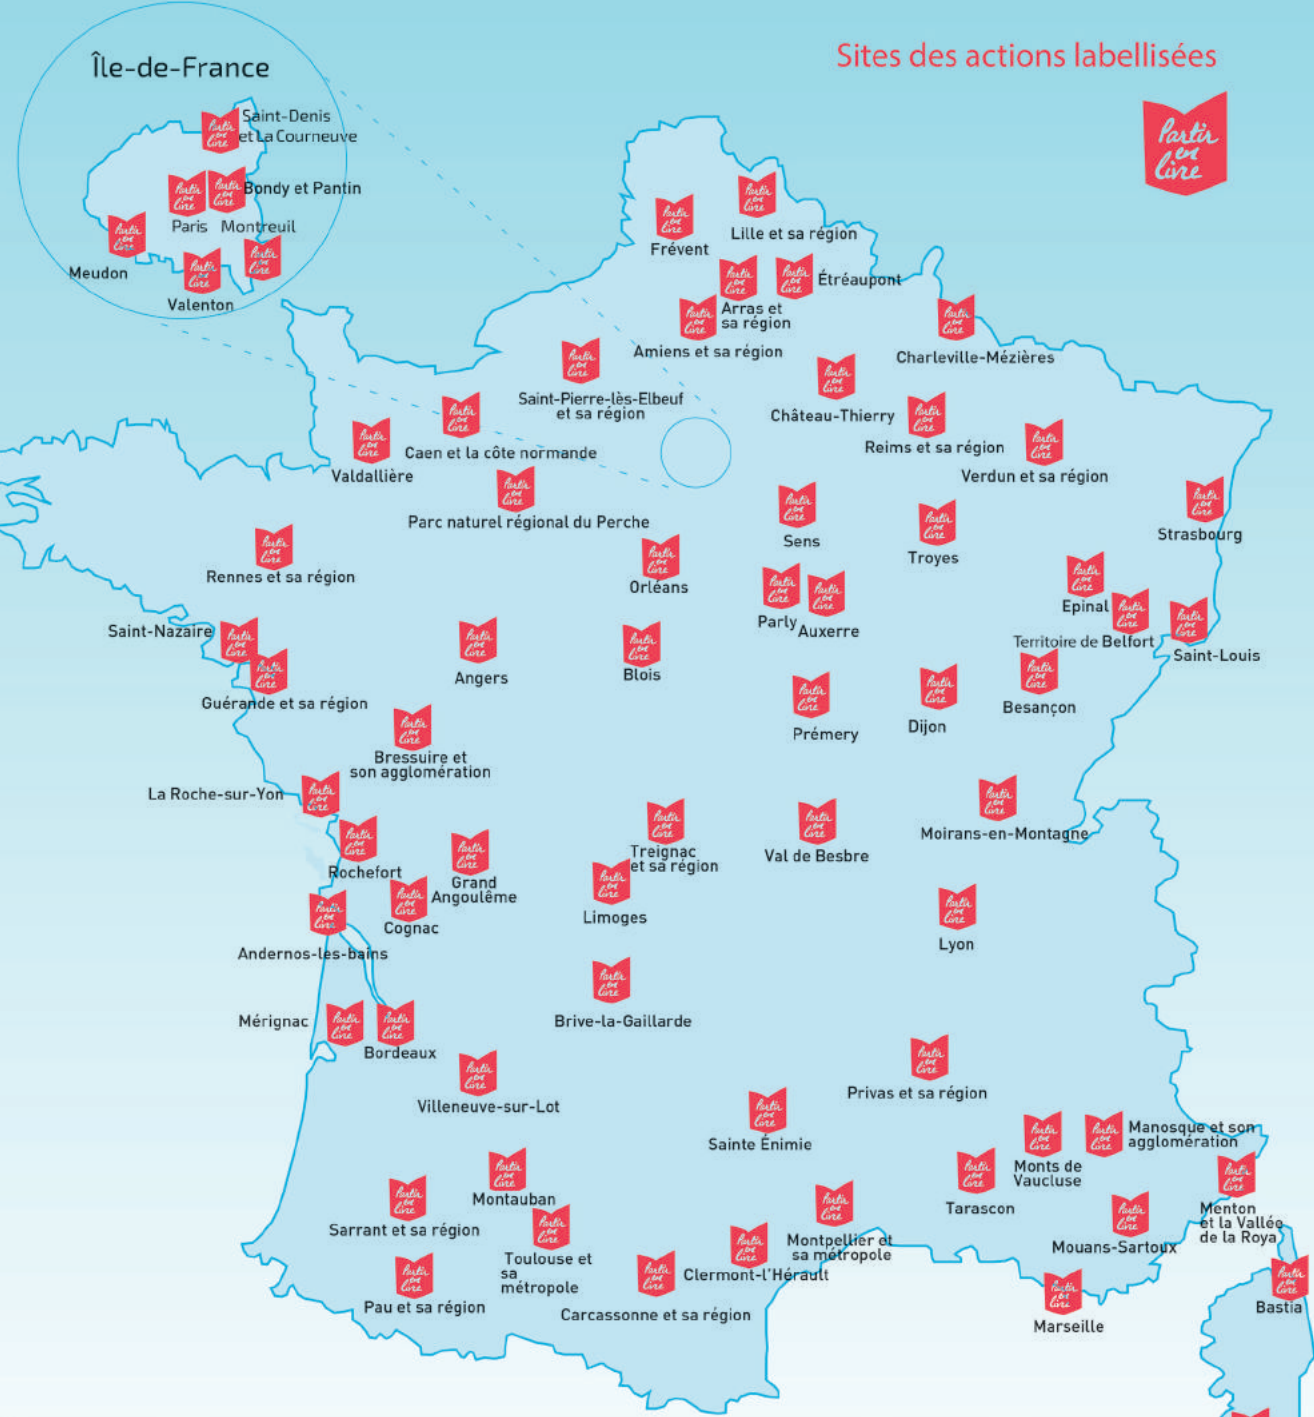 Sites des actions labellisées
Partir
en
Livre
Île-de-France
Saint-Denis
et La Courneuve
Bondy et Pantin
Paris
Montreuil
Meudon
Valenton
Frévent
Lille et sa région
Étréaupont
Arras et
sa région
Amiens et sa région
Charleville-Mézières
Saint-Pierre-lès-Elbeuf
et sa région
Château-Thierry
Caen et la côte normande
Reims et sa région
Valdallière
Verdun et sa région
Parc naturel régional du Perche
Strasbourg
Sens
Troyes
Rennes et sa région
Orléans
Epinal
Parly
Auxerre
Saint-Nazaire
Territoire de Belfort
Saint-Louis
Angers
Blois
Guérande et sa région
Besançon
Dijon
Prémery
Bressuire et
son agglomération
La Roche-sur-Yon
Moirans-en-Montagne
Treignac
et sa région
Val de Besbre
Rochefort
Grand
Angoulême
Limoges
Cognac
Lyon
Andernos-les-bains
Mérignac
Brive-la-Gaillarde
Bordeaux
Privas et sa région
Villeneuve-sur-Lot
Manosque et son
agglomération
Sainte Énimie
Monts de
Vaucluse
Montauban
Tarascon
Menton
et la Vallée
de la Roya
Sarrant et sa région
Montpellier et
sa métropole
Mouans-Sartoux
Toulouse et
sa
métropole
Clermont-l'Hérault
Pau et sa région
Carcassonne et sa région
Bastia
Marseille